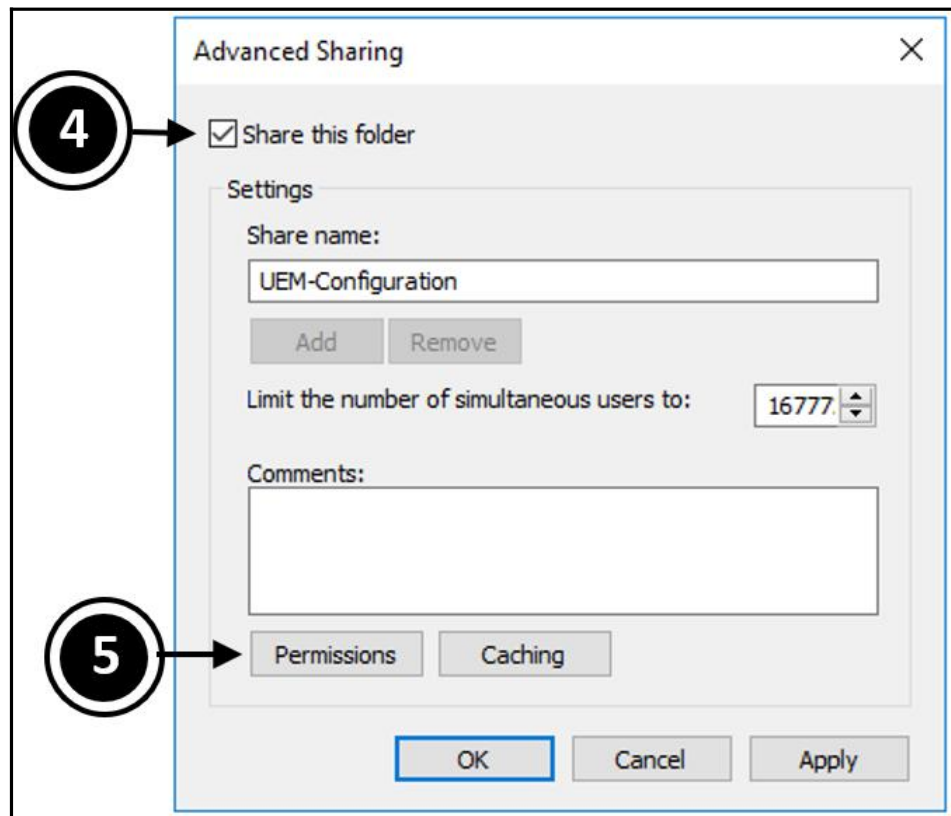 Advanced Sharing
4
Share this folder
Settings
Share name:
UEM-Configuration
Add Remove
Limit the number of simultaneous users to: 16777
Comments:
5
Permissions Caching
OK Cancel Apply